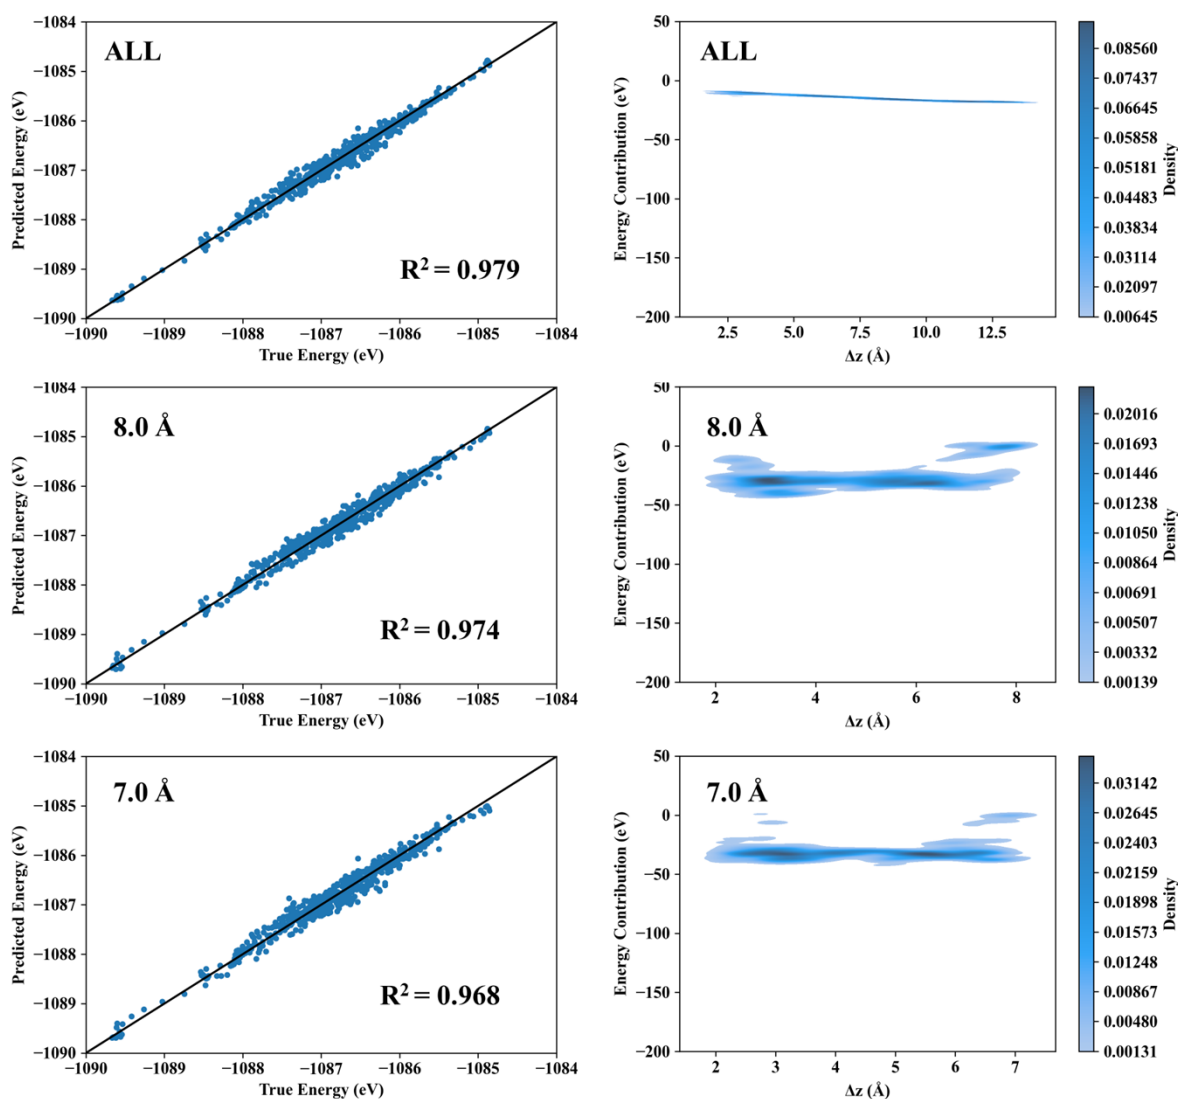 ALL
Predicted Energy (eV)
−1084
−1085
−1086
−1087
−1088
−1089
−1090
R² = 0.979
−1090 −1089 −1088 −1087 −1086 −1085 −1084
True Energy (eV)
ALL
Energy Contribution (eV)
50
0
−50
−100
−150
−200
2.5 5.0 7.5 10.0 12.5
Δz (Å)
0.08560
0.07437
0.06645
0.05858
0.05181
0.04483
0.03834
0.03114
0.02097
0.00645
Density
8.0 Å
Predicted Energy (eV)
−1084
−1085
−1086
−1087
−1088
−1089
−1090
R² = 0.974
−1090 −1089 −1088 −1087 −1086 −1085 −1084
True Energy (eV)
8.0 Å
Energy Contribution (eV)
50
0
−50
−100
−150
−200
2 4 6 8
Δz (Å)
0.02016
0.01693
0.01446
0.01238
0.01050
0.00864
0.00691
0.00507
0.00332
0.00139
Density
7.0 Å
Predicted Energy (eV)
−1084
−1085
−1086
−1087
−1088
−1089
−1090
R² = 0.968
−1090 −1089 −1088 −1087 −1086 −1085 −1084
True Energy (eV)
7.0 Å
Energy Contribution (eV)
50
0
−50
−100
−150
−200
2 3 4 5 6 7
Δz (Å)
0.03142
0.02645
0.02403
0.02159
0.01898
0.01573
0.01248
0.00867
0.00480
0.00131
Density